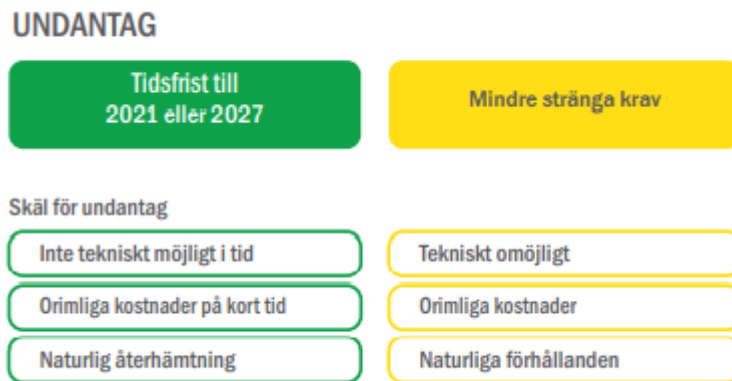 UNDANTAG
Tidsfrist till
2021 eller 2027
Mindre stränga krav
Skäl för undantag
Inte tekniskt möjligt i tid
Tekniskt omöjligt
Orimliga kostnader på kort tid
Orimliga kostnader
Naturlig återhämtning
Naturliga förhållanden